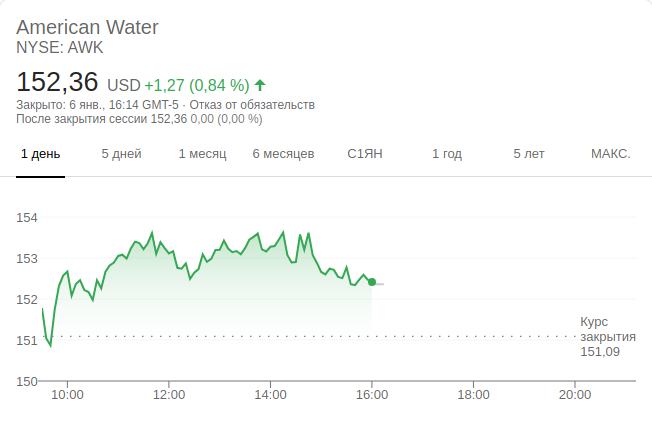 American Water
NYSE: AWK
152,36 USD +1,27 (0,84 %)
Закрыто: 6 янв., 16:14 GMT-5 · Отказ от обязательств
После закрытия сессии 152,36 0,00 (0,00 %)
1 день 5 дней 1 месяц 6 месяцев С1ЯН 1 год 5 лет МАКС.
154
153
152
151
150
Курс
закрытия
151,09
10:00 12:00 14:00 16:00 18:00 20:00